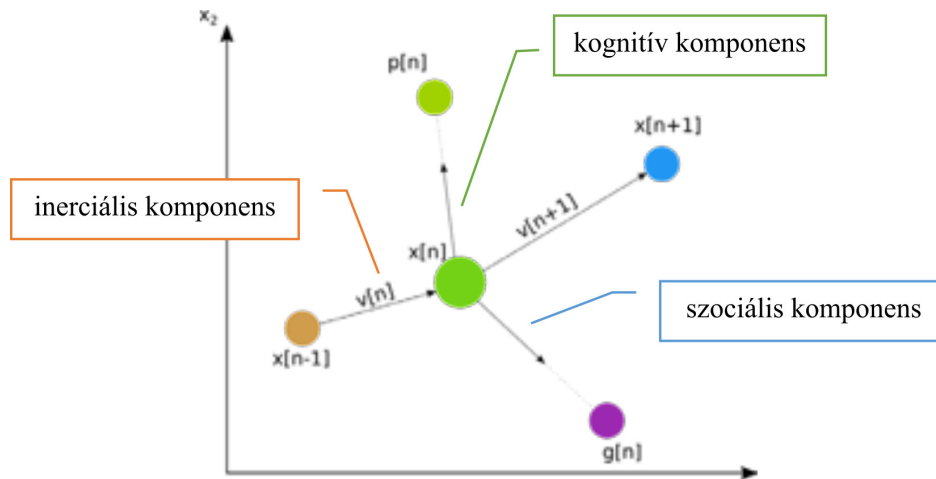 x₂
kognitív komponens
p[n]
x[n+1]
inerciális komponens
v[n+1]
x[n]
v[n]
szociális komponens
x[n-1]
g[n]